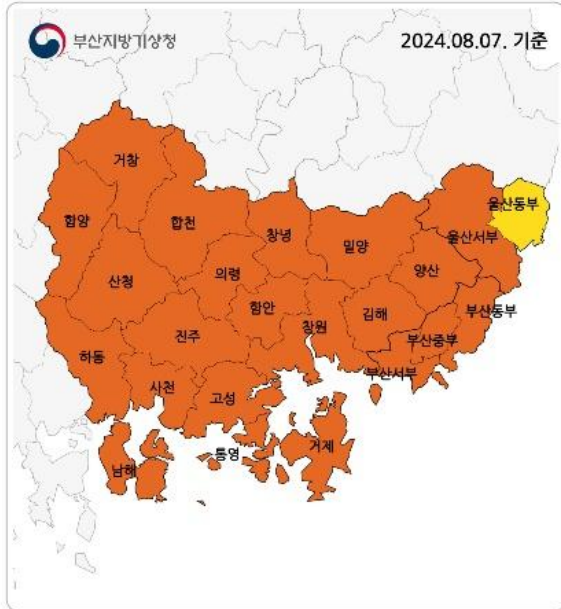 부산지방기상청
2024.08.07. 기준
거창
함양
합천
창녕
밀양
울산동부
울산서부
산청
의령
양산
함안
김해
진주
창원
부산동부
하동
부산중부
사천
고성
부산서부
거제
통영
남해